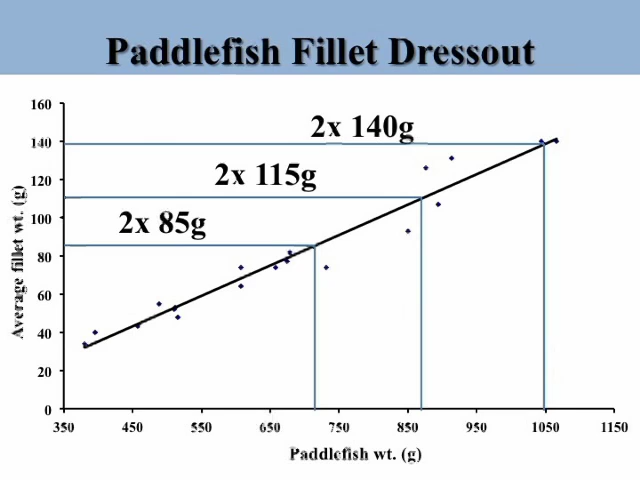 Paddlefish Fillet Dressout
160
140
120
100
80
60
40
20
0
Average fillet wt. (g)
2x 140g
2x 115g
2x 85g
350 450 550 650 750 850 950 1050 1150
Paddlefish wt. (g)